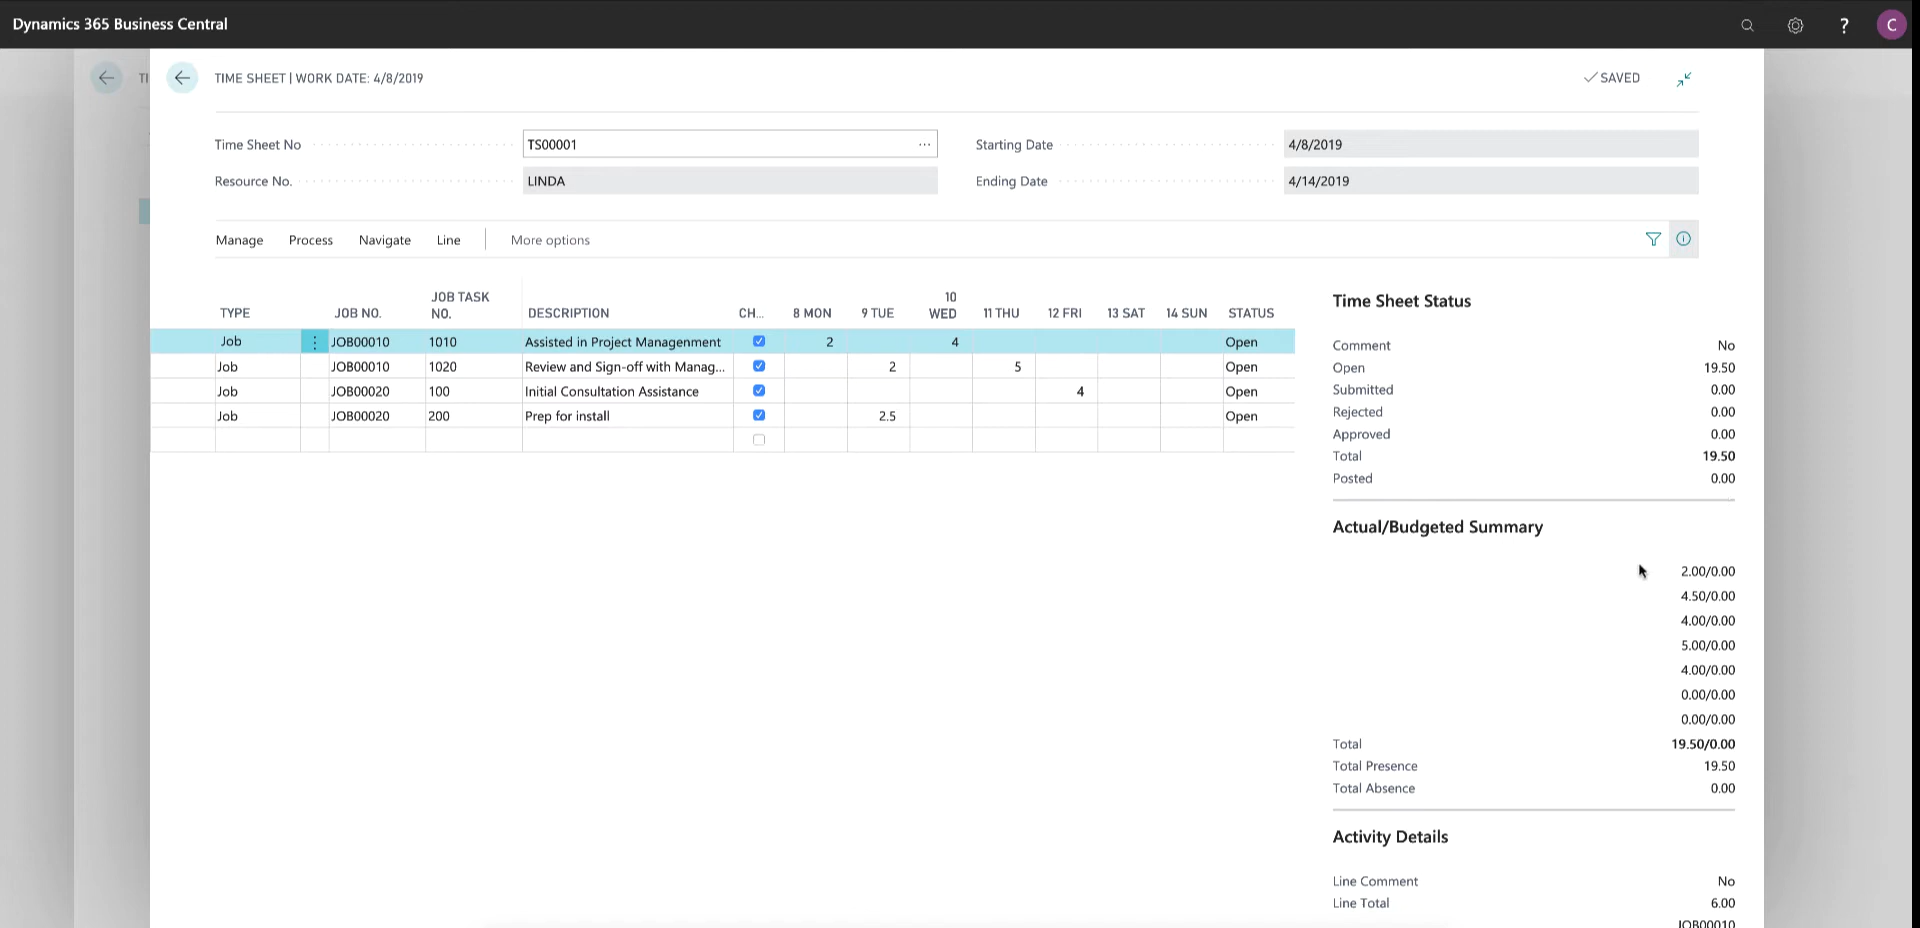 Dynamics 365 Business Central
?
C
TI
TIME SHEET | WORK DATE: 4/8/2019
SAVED
Time Sheet No
TS00001
...
Starting Date
4/8/2019
Resource No.
LINDA
Ending Date
4/14/2019
Manage Process Navigate Line More options
TYPE JOB NO. JOB TASK NO. DESCRIPTION CH... 8 MON 9 TUE 10 WED 11 THU 12 FRI 13 SAT 14 SUN STATUS
Job JOB00010 1010 Assisted in Project Managenment 2 4 Open
Job JOB00010 1020 Review and Sign-off with Manag... 2 5 Open
Job JOB00020 100 Initial Consultation Assistance 4 Open
Job JOB00020 200 Prep for install 2.5 Open
Time Sheet Status
Comment No
Open 19.50
Submitted 0.00
Rejected 0.00
Approved 0.00
Total 19.50
Posted 0.00
Actual/Budgeted Summary
2.00/0.00
4.50/0.00
4.00/0.00
5.00/0.00
4.00/0.00
0.00/0.00
0.00/0.00
Total 19.50/0.00
Total Presence 19.50
Total Absence 0.00
Activity Details
Line Comment No
Line Total 6.00
JOB00010